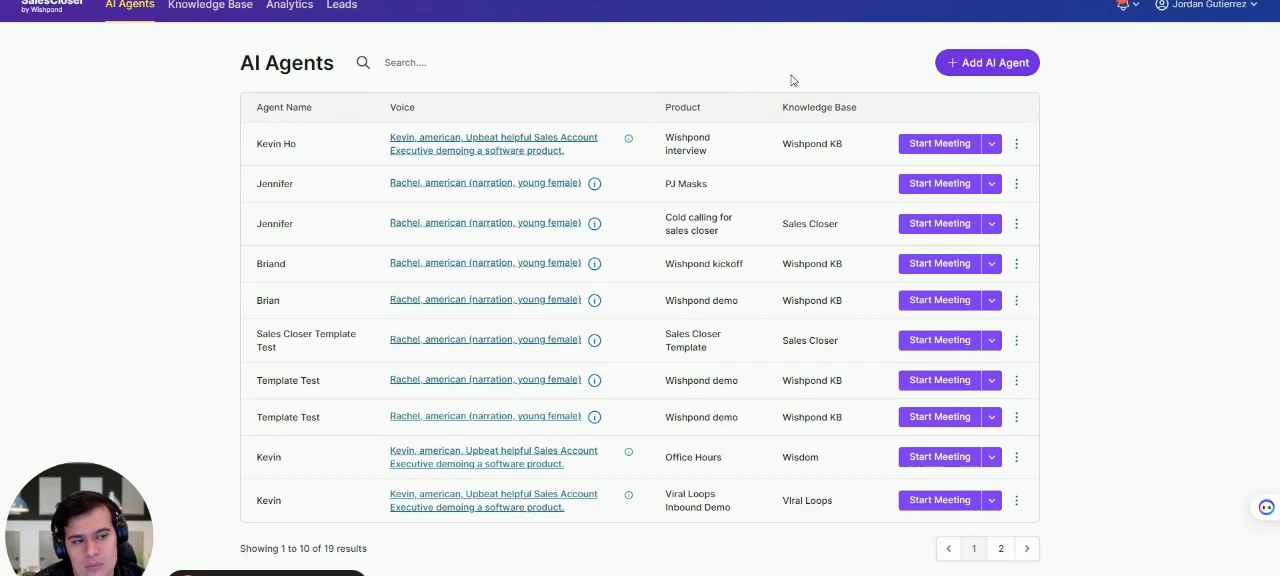 SalesCloser
by Wishpond
AI Agents
Knowledge Base
Analytics
Leads
Jordan Gutierrez
AI Agents
Search....
+ Add AI Agent
Agent Name
Voice
Product
Knowledge Base
Kevin Ho
Kevin, american, Upbeat helpful Sales Account
Executive demoing a software product.
Wishpond
interview
Wishpond KB
Start Meeting
Jennifer
Rachel, american (narration, young female)
PJ Masks
Start Meeting
Jennifer
Rachel, american (narration, young female)
Cold calling for
sales closer
Sales Closer
Start Meeting
Briand
Rachel, american (narration, young female)
Wishpond kickoff
Wishpond KB
Start Meeting
Brian
Rachel, american (narration, young female)
Wishpond demo
Wishpond KB
Start Meeting
Sales Closer Template
Test
Rachel, american (narration, young female)
Sales Closer
Template
Sales Closer
Start Meeting
Template Test
Rachel, american (narration, young female)
Wishpond demo
Wishpond KB
Start Meeting
Template Test
Rachel, american (narration, young female)
Wishpond demo
Wishpond KB
Start Meeting
Kevin
Kevin, american, Upbeat helpful Sales Account
Executive demoing a software product.
Office Hours
Wisdom
Start Meeting
Kevin
Kevin, american, Upbeat helpful Sales Account
Executive demoing a software product.
Viral Loops
Inbound Demo
VIral Loops
Start Meeting
Showing 1 to 10 of 19 results
1
2